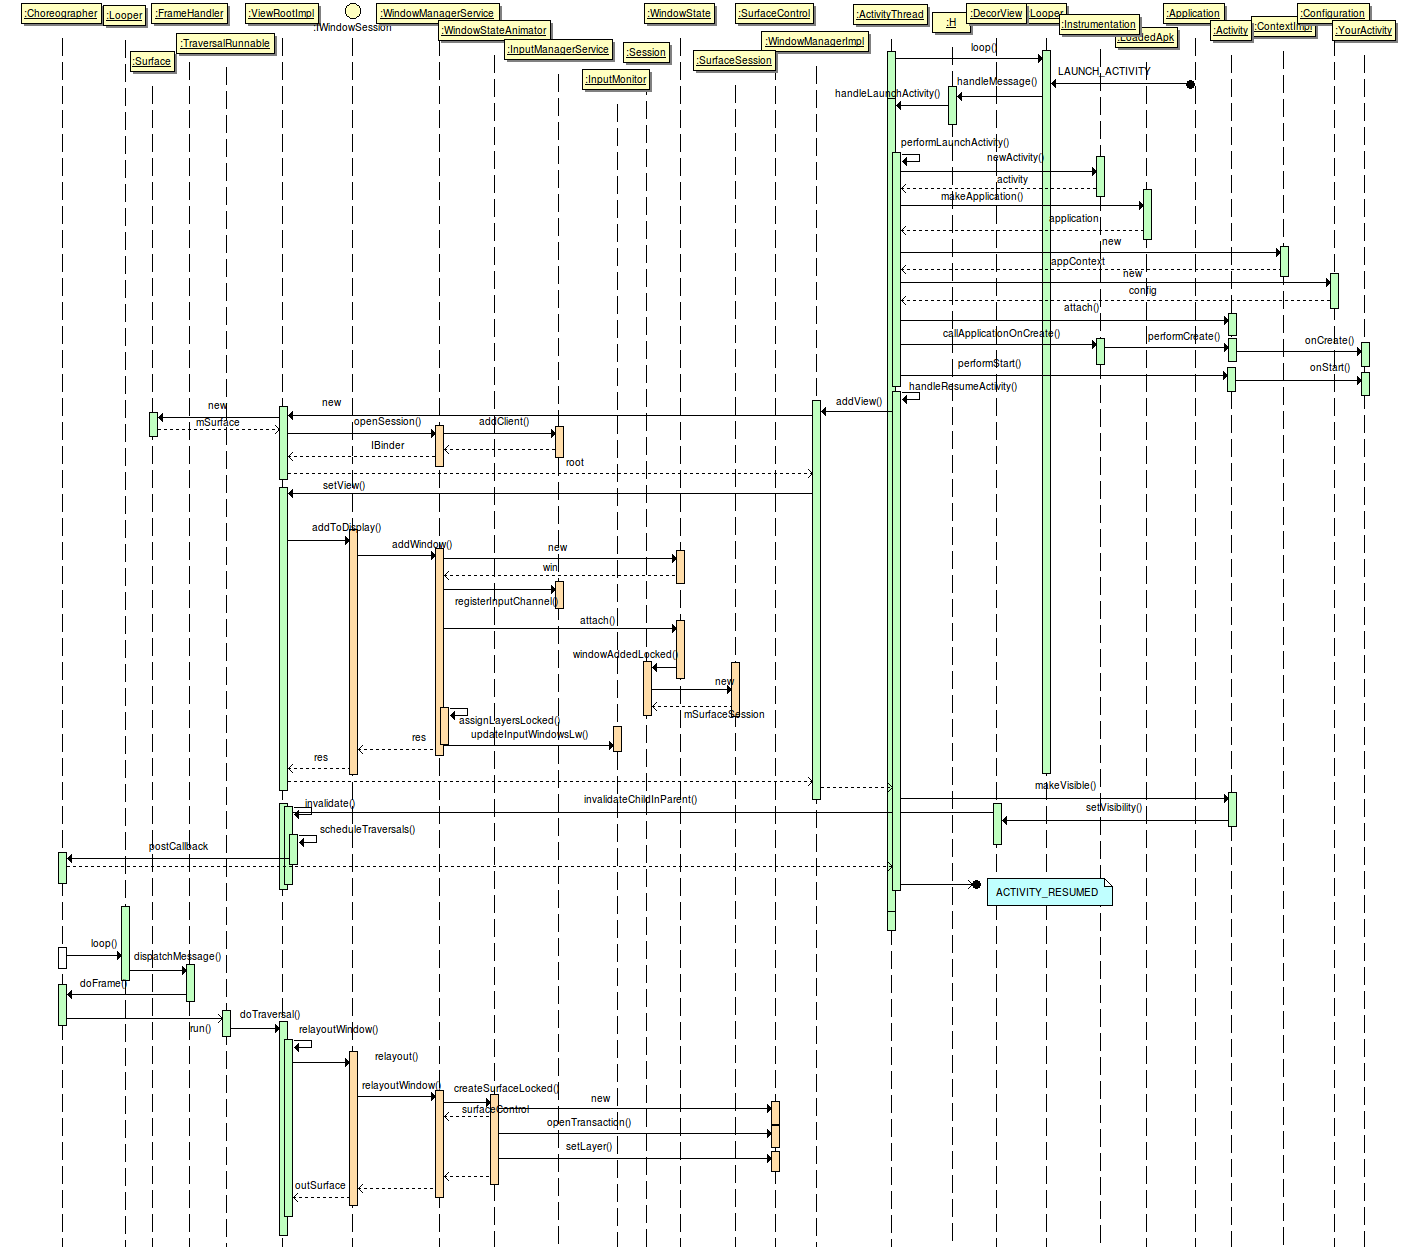 :Choreographer
:Looper
:FrameHandler
:ViewRootImpl
:IWindowSession
:WindowManagerService
:WindowState
:SurfaceControl
:ActivityThread
:H
:DecorView
Looper
:Instrumentation
:Application
:Activity
:ContextImpl
:Configuration
:YourActivity
:Surface
:TraversalRunnable
:WindowStateAnimator
:InputManagerService
:InputMonitor
:Session
:SurfaceSession
:WindowManagerImpl
:LoadedApk
loop()
LAUNCH_ACTIVITY
handleMessage()
handleLaunchActivity()
performLaunchActivity()
newActivity()
activity
makeApplication()
application
new
appContext
new
config
attach()
callApplicationOnCreate()
performCreate()
onCreate()
performStart()
onStart()
handleResumeActivity()
addView()
new
new
mSurface
openSession()
addClient()
IBinder
root
setView()
addToDisplay()
addWindow()
new
win
registerInputChannel()
attach()
windowAddedLocked()
new
mSurfaceSession
assignLayersLocked()
updateInputWindowsLw()
res
res
makeVisible()
setVisibility()
invalidateChildInParent()
invalidate()
scheduleTraversals()
postCallback
ACTIVITY_RESUMED
loop()
dispatchMessage()
doFrame()
run()
doTraversal()
relayoutWindow()
relayout()
relayoutWindow()
createSurfaceLocked()
new
surfaceControl
openTransaction()
setLayer()
outSurface